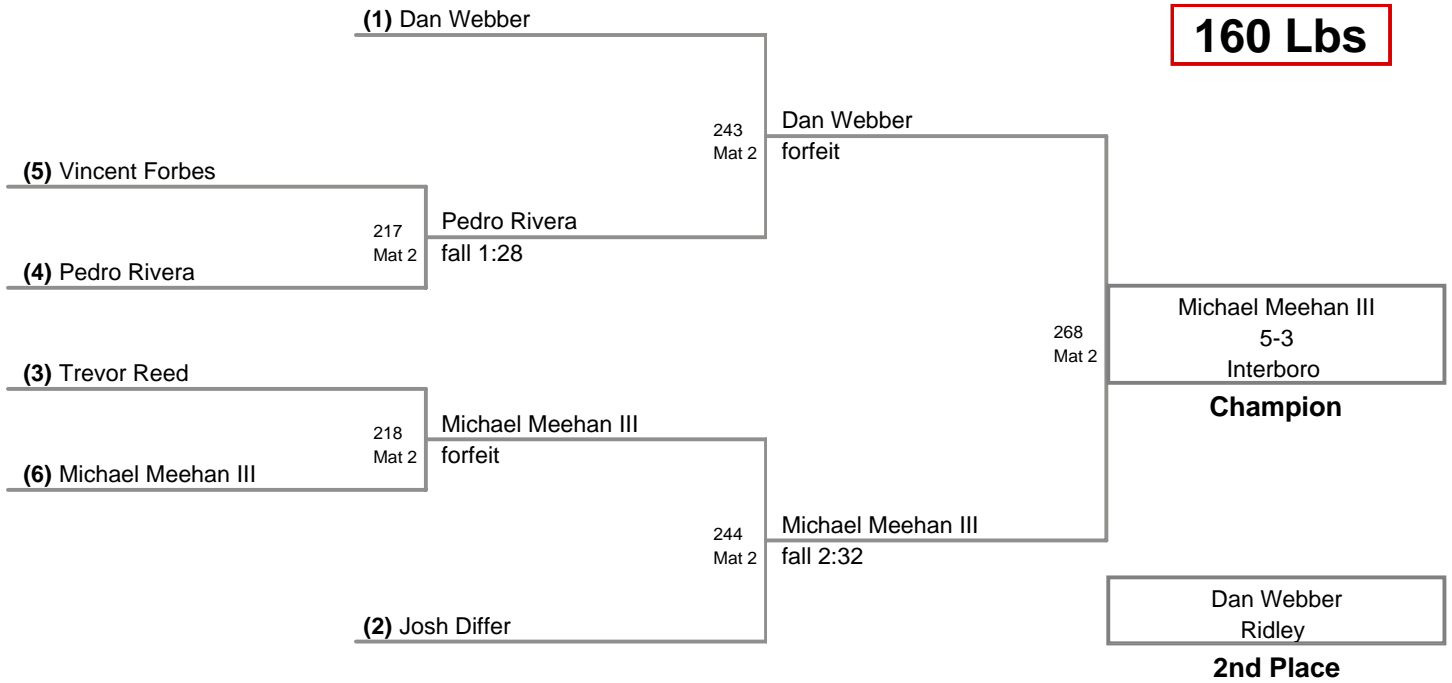 (1) Dan Webber
160 Lbs
243
Mat 2
Dan Webber
forfeit
(5) Vincent Forbes
217
Mat 2
Pedro Rivera
fall 1:28
(4) Pedro Rivera
268
Mat 2
Michael Meehan III
5-3
Interboro
Champion
(3) Trevor Reed
218
Mat 2
Michael Meehan III
forfeit
(6) Michael Meehan III
244
Mat 2
Michael Meehan III
fall 2:32
(2) Josh Differ
Dan Webber
Ridley
2nd Place